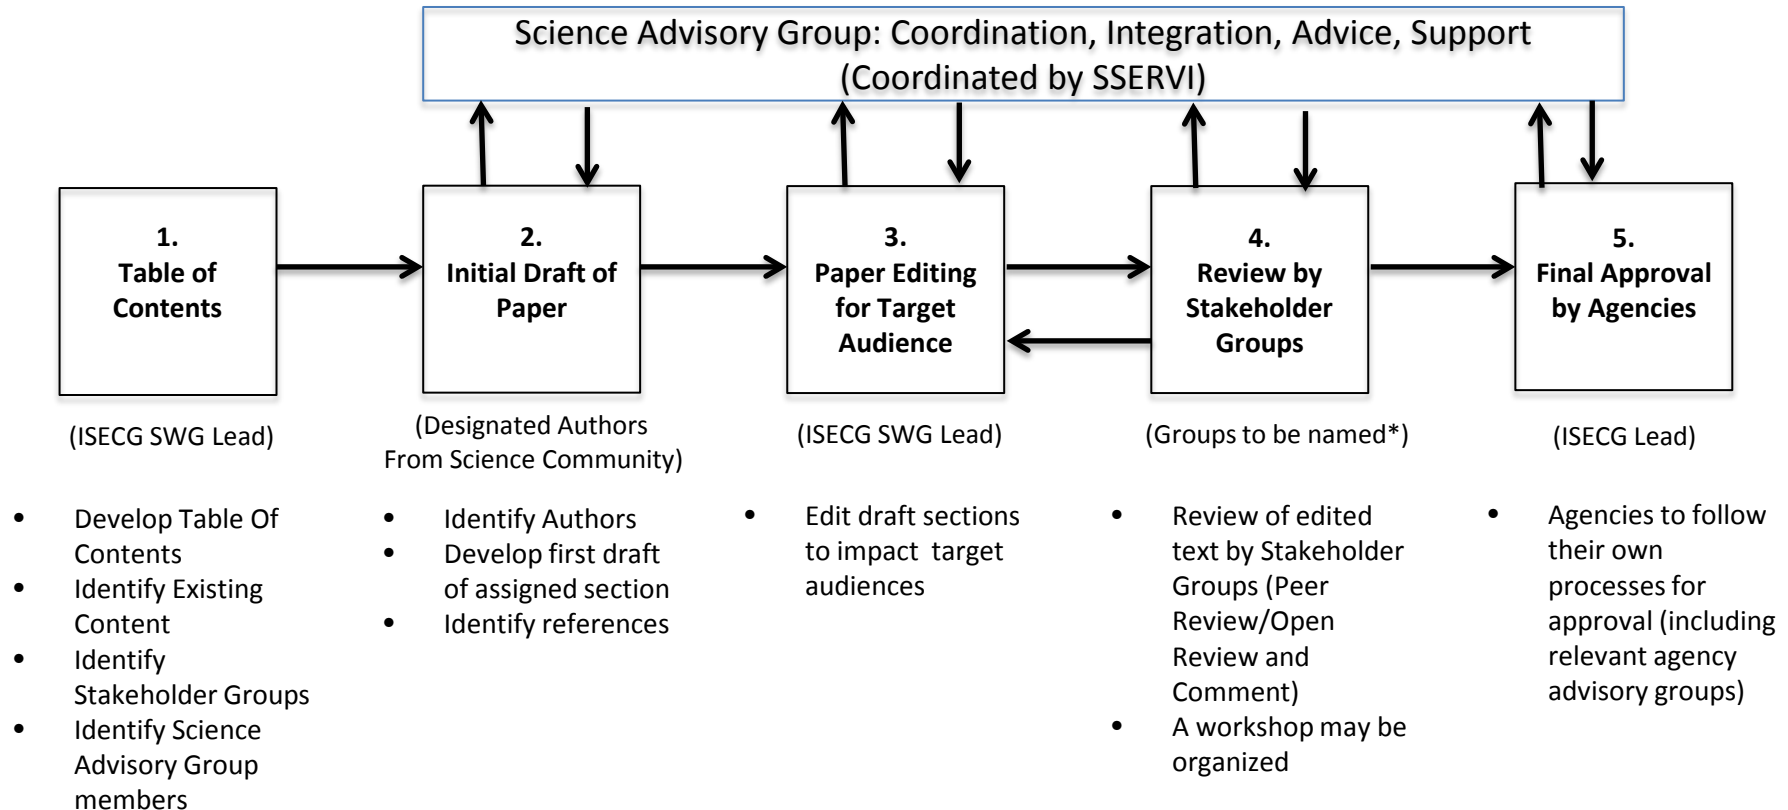 Science Advisory Group: Coordination, Integration, Advice, Support
(Coordinated by SSERVI)
1.
Table of
Contents
2.
Initial Draft of
Paper
3.
Paper Editing
for Target
Audience
4.
Review by
Stakeholder
Groups
5.
Final Approval
by Agencies
(ISECG SWG Lead)
(Designated Authors
From Science Community)
(ISECG SWG Lead)
(Groups to be named*)
(ISECG Lead)
• Develop Table Of
Contents
• Identify Existing
Content
• Identify
Stakeholder Groups
• Identify Science
Advisory Group
members
• Identify Authors
• Develop first draft
of assigned section
• Identify references
• Edit draft sections
to impact target
audiences
• Review of edited
text by Stakeholder
Groups (Peer
Review/Open
Review and
Comment)
• A workshop may be
organized
• Agencies to follow
their own
processes for
approval (including
relevant agency
advisory groups)